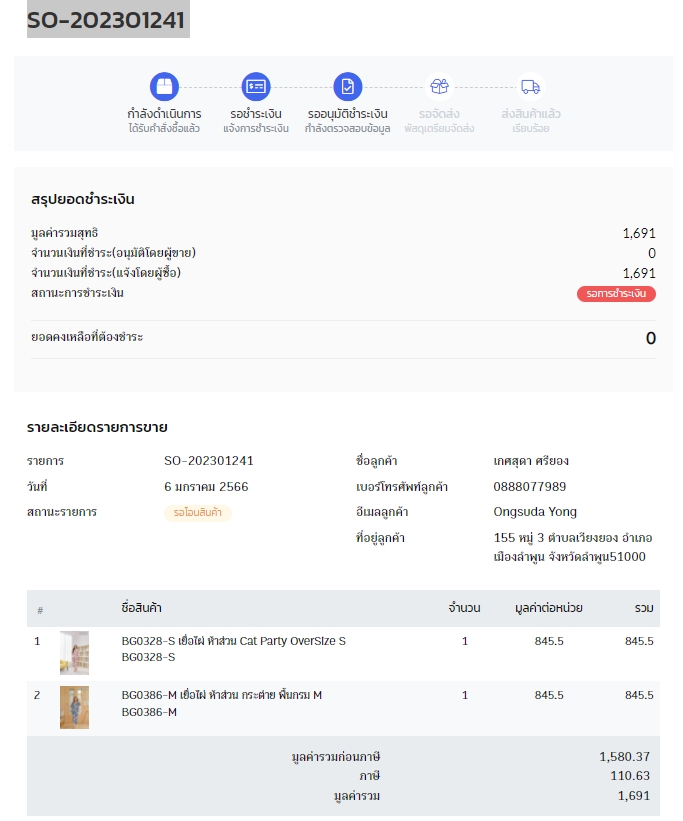 SO-202301241
กำลังดำเนินการ
ได้รับคำสั่งซื้อแล้ว
รอชำระเงิน
แจ้งการชำระเงิน
รออนุมัติชำระเงิน
กำลังตรวจสอบข้อมูล
รอจัดส่ง
พัสดุเตรียมจัดส่ง
ส่งสินค้าแล้ว
เรียบร้อย
สรุปยอดชำระเงิน
มูลค่ารวมสุทธิ 1,691
จำนวนเงินที่ชำระ(อนุมัติโดยผู้ขาย) 0
จำนวนเงินที่ชำระ(แจ้งโดยผู้ซื้อ) 1,691
สถานะการชำระเงิน รอการชำระเงิน
ยอดคงเหลือที่ต้องชำระ 0
รายละเอียดรายการขาย
รายการ SO-202301241
วันที่ 6 มกราคม 2566
สถานะรายการ รอโอนสินค้า
ชื่อลูกค้า เกศสุดา ศรียอง
เบอร์โทรศัพท์ลูกค้า 0888077989
อีเมลลูกค้า Ongsuda Yong
ที่อยู่ลูกค้า 155 หมู่ 3 ตำบลเวียงยอง อำเภอ
เมืองลำพูน จังหวัดลำพูน51000
# ชื่อสินค้า จำนวน มูลค่าต่อหน่วย รวม
1 BG0328-S เยื่อไผ่ ห้าส่วน Cat Party OverSize S 1 845.5 845.5
BG0328-S
2 BG0386-M เยื่อไผ่ ห้าส่วน กระต่าย พื้นกรม M 1 845.5 845.5
BG0386-M
มูลค่ารวมก่อนภาษี 1,580.37
ภาษี 110.63
มูลค่ารวม 1,691